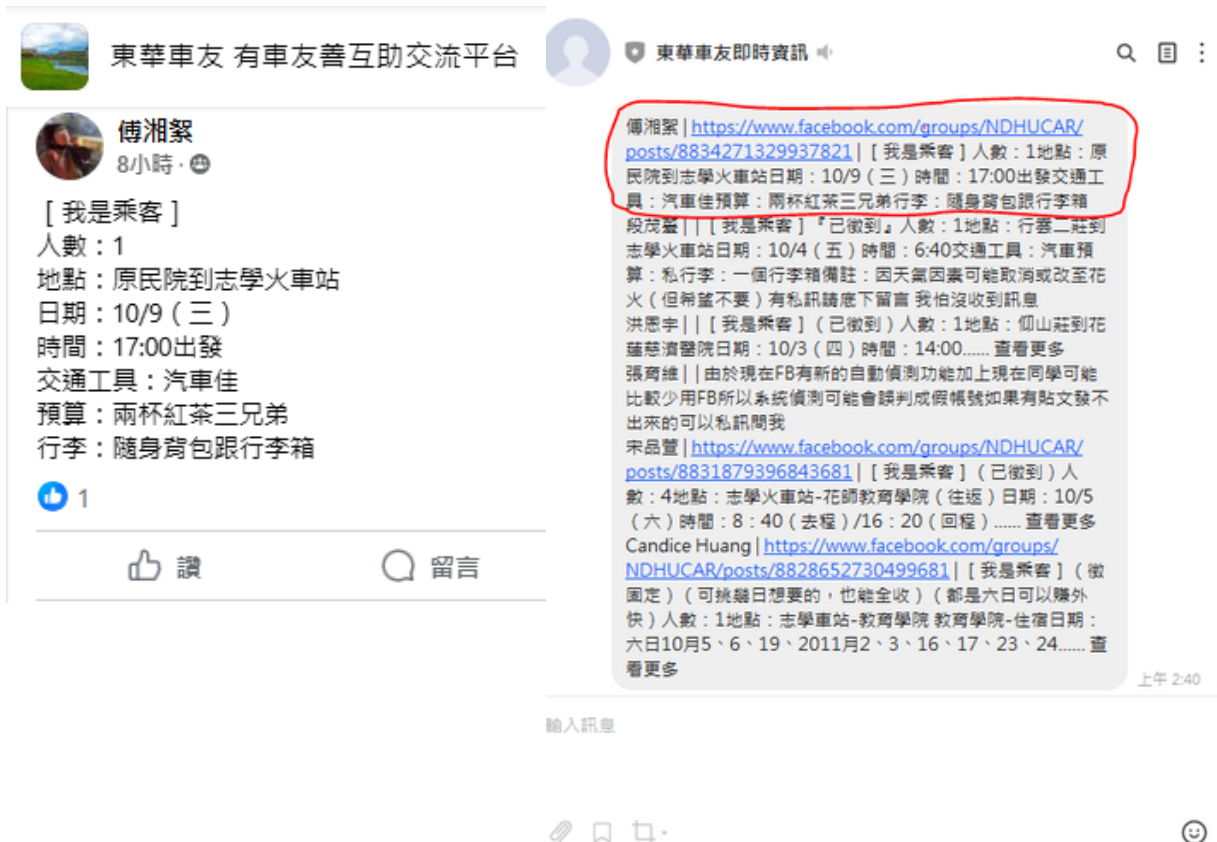 東華車友 有車友善互助交流平台
傅湘絜
8小時·
[ 我是乘客 ]
人數：1
地點：原民院到志學火車站
日期：10/9（三）
時間：17:00出發
交通工具：汽車佳
預算：兩杯紅茶三兄弟
行李：隨身背包跟行李箱
1
讚
留言
東華車友即時資訊
傅湘絜 | https://www.facebook.com/groups/NDHUCAR/
posts/8834271329937821 | [ 我是乘客 ] 人數：1地點：原
民院到志學火車站日期：10/9（三）時間：17:00出發交通工
具：汽車佳預算：兩杯紅茶三兄弟行李：隨身背包跟行李箱
段茂蔓 | | [ 我是乘客 ] 『已徵到』人數：1地點：行雲二莊到
志學火車站日期：10/4（五）時間：6:40交通工具：汽車預
算：私行李：一個行李箱備註：因天氣因素可能取消或改至花
火（但希望不要）有私訊請底下留言 我怕沒收到訊息
洪恩宇 | | [ 我是乘客 ]（已徵到）人數：1地點：仰山莊到花
蓮慈濟醫院日期：10/3（四）時間：14:00...... 查看更多
張育維 | | 由於現在FB有新的自動偵測功能加上現在同學可能
比較少用FB所以系統偵測可能會誤判成假帳號如果有貼文發不
出來的可以私訊問我
宋品萱 | https://www.facebook.com/groups/NDHUCAR/
posts/8831879396843681 | [ 我是乘客 ]（已徵到）人
數：4地點：志學火車站-花師教育學院（往返）日期：10/5
（六）時間：8：40（去程）/16：20（回程）...... 查看更多
Candice Huang | https://www.facebook.com/groups/
NDHUCAR/posts/8828652730499681 | [ 我是乘客 ]（徵
固定）（可挑幾日想要的，也能全收）（都是六日可以賺外
快）人數：1地點：志學車站-教育學院 教育學院-住宿日期：
六日10月5、6、19、2011月2、3、16、17、23、24...... 查
看更多
上午 2:40
輸入訊息